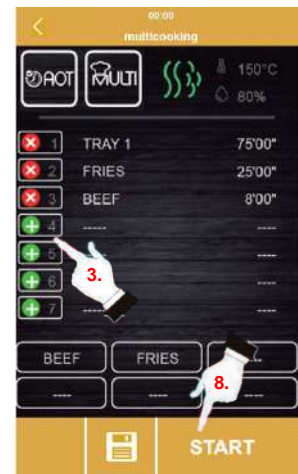 00:00
multicooking
AOT MULTI 150°C
80%
1 TRAY 1 75'00"
2 FRIES 25'00"
3 BEEF 8'00"
4 ----- ----
5 ----
6 ----
7 ----- ----
3.
BEEF FRIES ----
---- ---- ----
8.
START